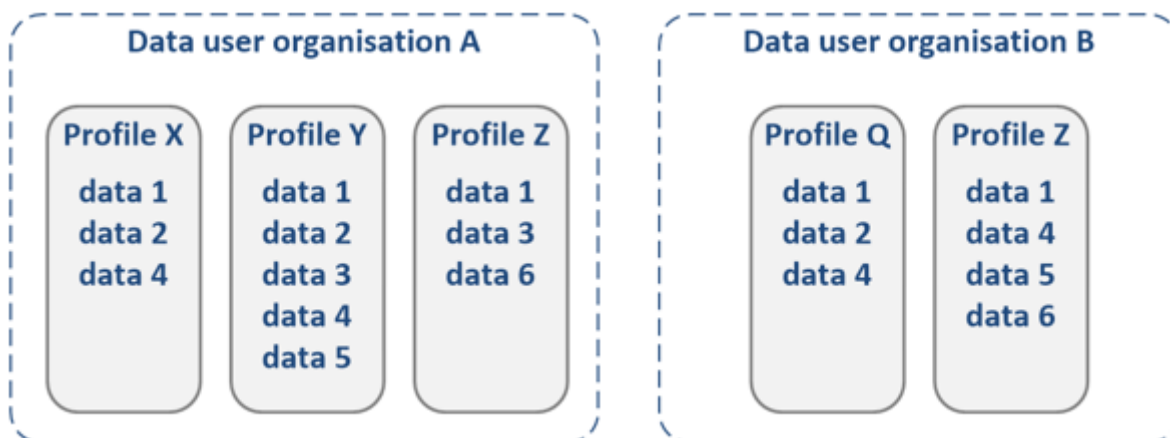 Data user organisation A
Profile X
data 1
data 2
data 4
Profile Y
data 1
data 2
data 3
data 4
data 5
Profile Z
data 1
data 3
data 6
Data user organisation B
Profile Q
data 1
data 2
data 4
Profile Z
data 1
data 4
data 5
data 6